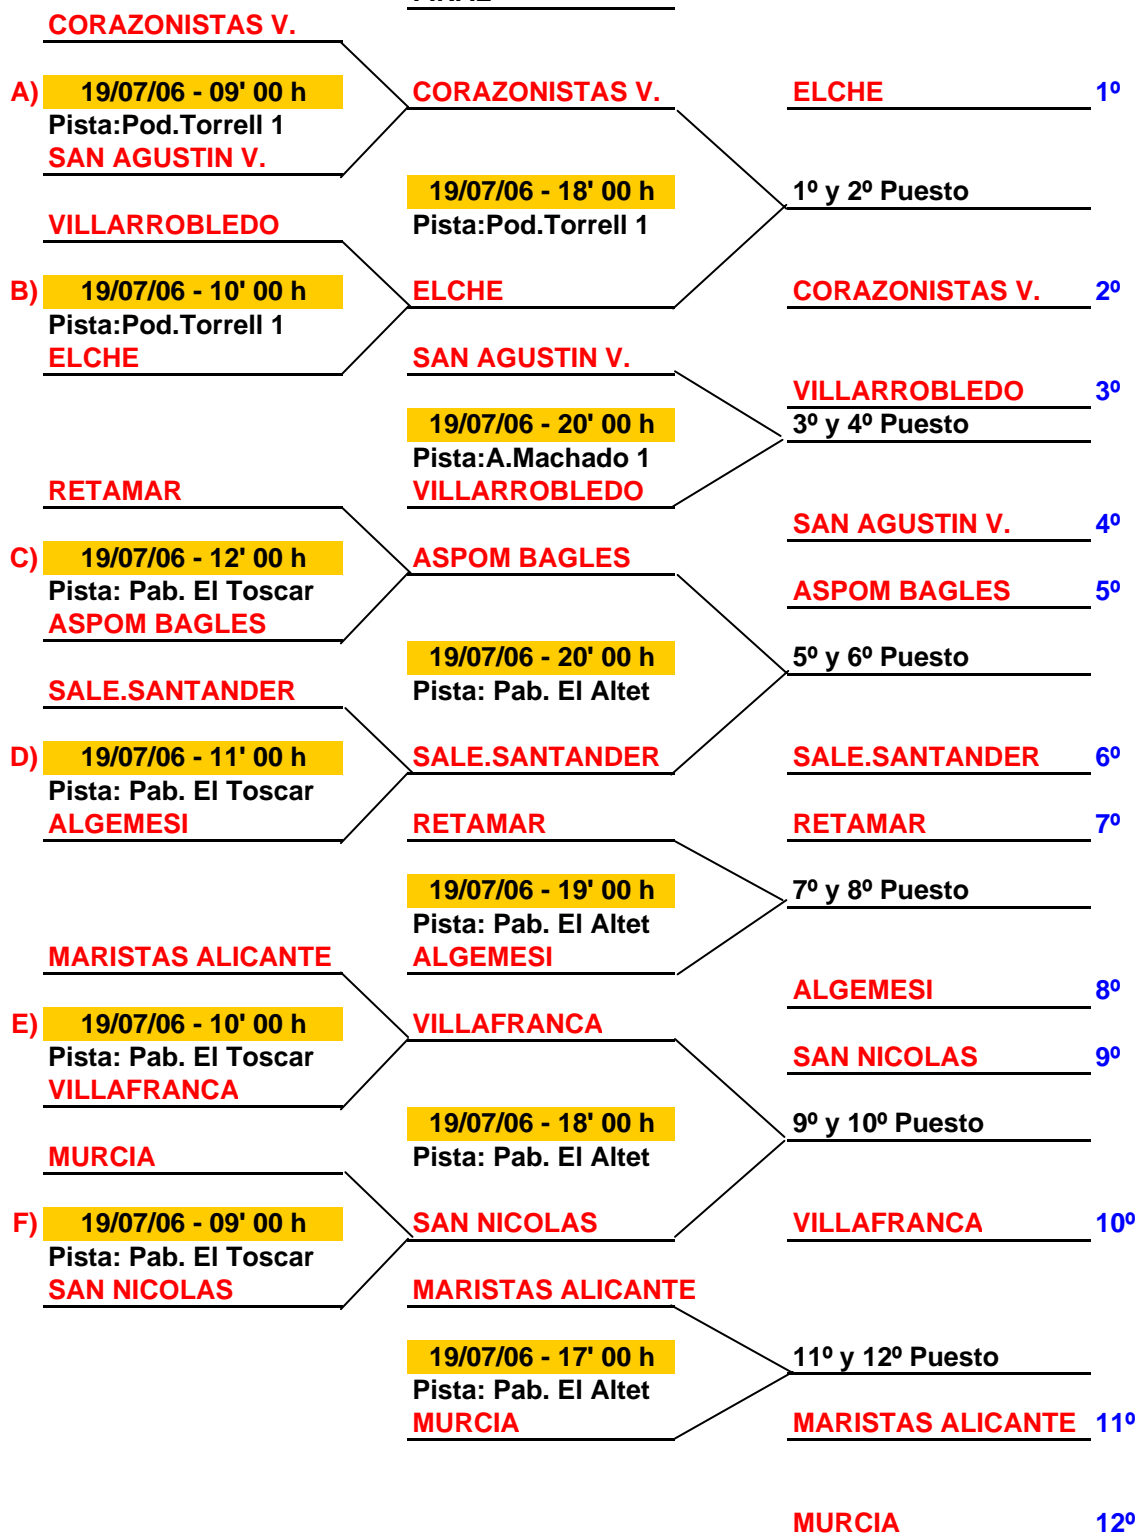 CORAZONISTAS V.
A) 19/07/06 - 09' 00 h CORAZONISTAS V. ELCHE 1º
Pista:Pod.Torrell 1
SAN AGUSTIN V.
19/07/06 - 18' 00 h 1º y 2º Puesto
VILLARROBLEDO Pista:Pod.Torrell 1
B) 19/07/06 - 10' 00 h ELCHE CORAZONISTAS V. 2º
Pista:Pod.Torrell 1
ELCHE SAN AGUSTIN V.
VILLARROBLEDO 3º
19/07/06 - 20' 00 h 3º y 4º Puesto
Pista:A.Machado 1
RETAMAR VILLARROBLEDO
SAN AGUSTIN V. 4º
C) 19/07/06 - 12' 00 h ASPOM BAGLES
Pista: Pab. El Toscar ASPOM BAGLES 5º
ASPOM BAGLES
19/07/06 - 20' 00 h 5º y 6º Puesto
SALE.SANTANDER Pista: Pab. El Altet
D) 19/07/06 - 11' 00 h SALE.SANTANDER SALE.SANTANDER 6º
Pista: Pab. El Toscar
ALGEMESI RETAMAR RETAMAR 7º
19/07/06 - 19' 00 h 7º y 8º Puesto
Pista: Pab. El Altet
MARISTAS ALICANTE ALGEMESI
ALGEMESI 8º
E) 19/07/06 - 10' 00 h VILLAFRANCA
Pista: Pab. El Toscar SAN NICOLAS 9º
VILLAFRANCA
19/07/06 - 18' 00 h 9º y 10º Puesto
MURCIA Pista: Pab. El Altet
F) 19/07/06 - 09' 00 h SAN NICOLAS VILLAFRANCA 10º
Pista: Pab. El Toscar
SAN NICOLAS MARISTAS ALICANTE
19/07/06 - 17' 00 h 11º y 12º Puesto
Pista: Pab. El Altet
MURCIA MARISTAS ALICANTE 11º
MURCIA 12º